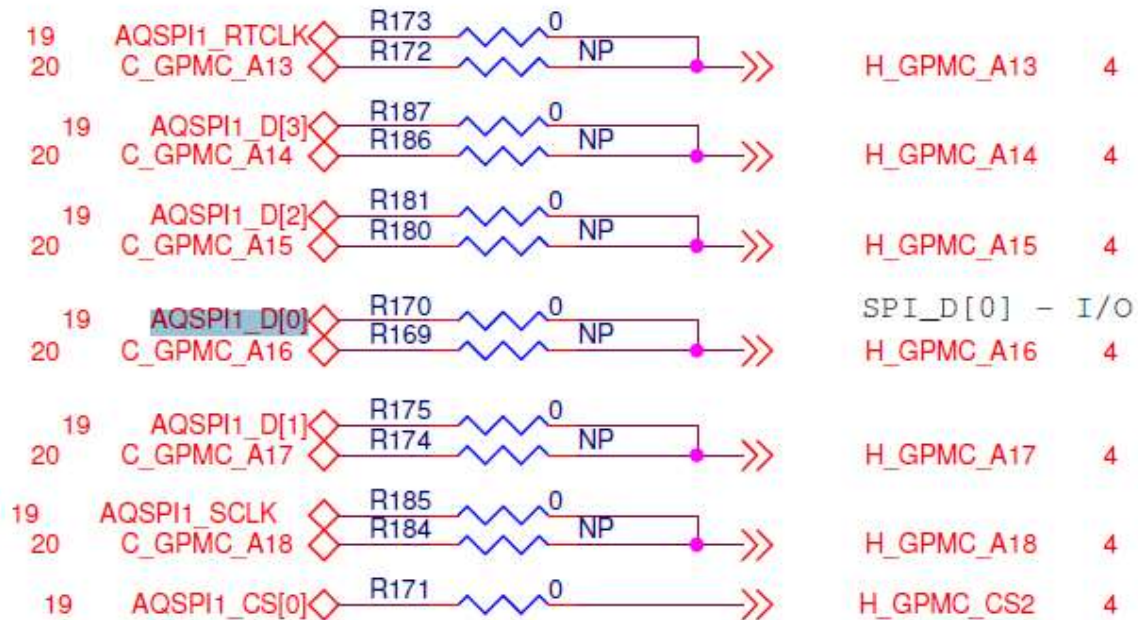 19 AQSPI1_RTCLK R173 0
20 C_GPMC_A13 R172 NP H_GPMC_A13 4
19 AQSPI1_D[3] R187 0
20 C_GPMC_A14 R186 NP H_GPMC_A14 4
19 AQSPI1_D[2] R181 0
20 C_GPMC_A15 R180 NP H_GPMC_A15 4
19 AQSPI1_D[0] R170 0 SPI_D[0] – I/O
20 C_GPMC_A16 R169 NP H_GPMC_A16 4
19 AQSPI1_D[1] R175 0
20 C_GPMC_A17 R174 NP H_GPMC_A17 4
19 AQSPI1_SCLK R185 0
20 C_GPMC_A18 R184 NP H_GPMC_A18 4
19 AQSPI1_CS[0] R171 0 H_GPMC_CS2 4